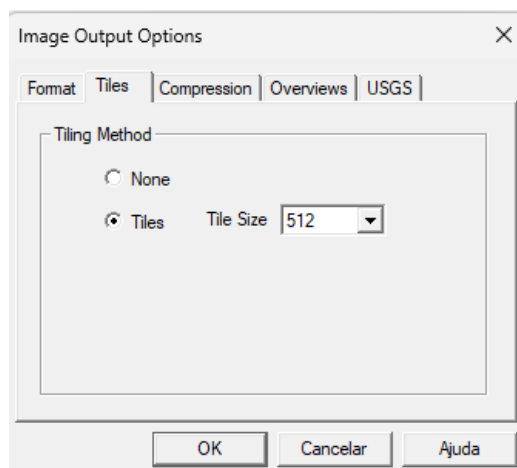 Image Output Options
Format Tiles Compression Overviews USGS
Tiling Method
None
Tiles Tile Size 512
OK Cancelar Ajuda